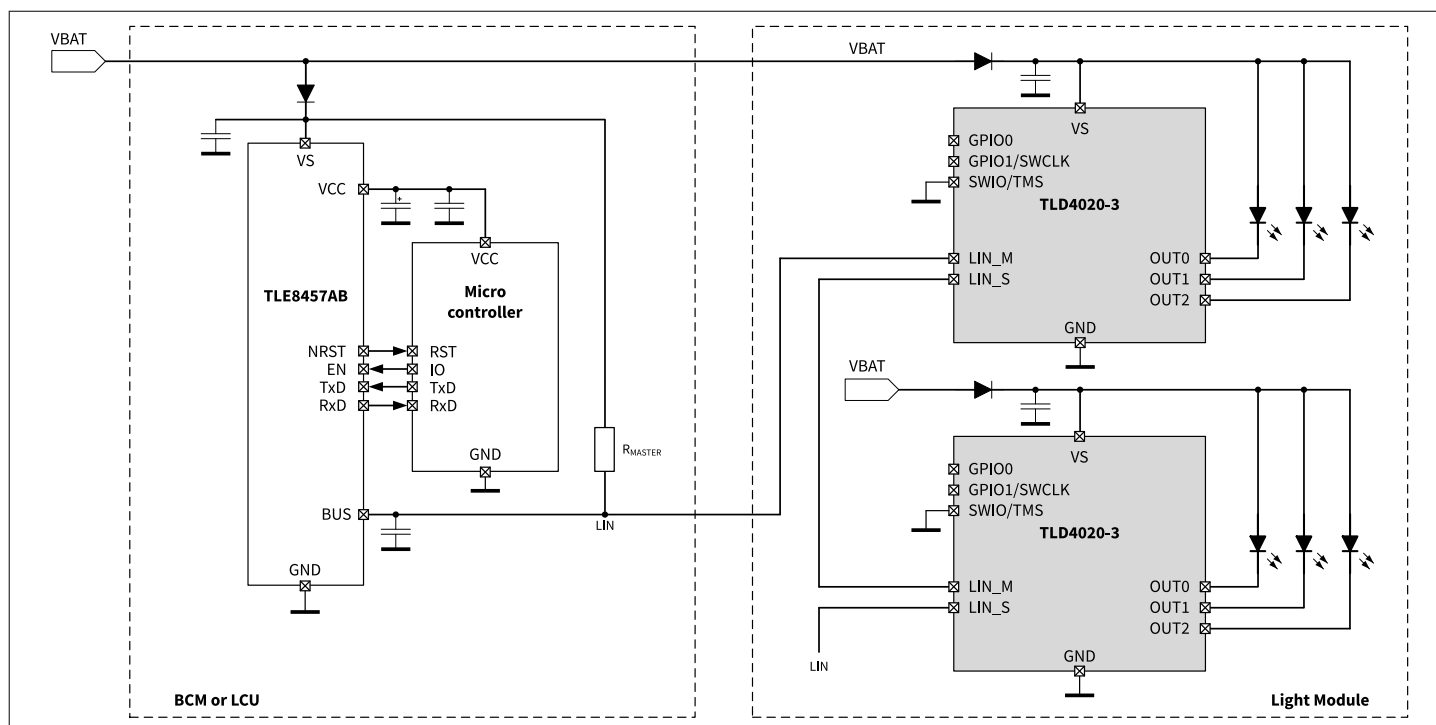 VBAT
VS
VCC
TLE8457AB
NRST
EN
TxD
RxD
BUS
GND
VCC
Micro
controller
RST
IO
TxD
RxD
GND
RMASTER
LIN
BCM or LCU
VBAT
VS
GPIO0
GPIO1/SWCLK
SWIO/TMS
TLD4020-3
LIN_M
LIN_S
OUT0
OUT1
OUT2
GND
VBAT
VS
GPIO0
GPIO1/SWCLK
SWIO/TMS
TLD4020-3
LIN_M
LIN_S
OUT0
OUT1
OUT2
GND
LIN
Light Module
+